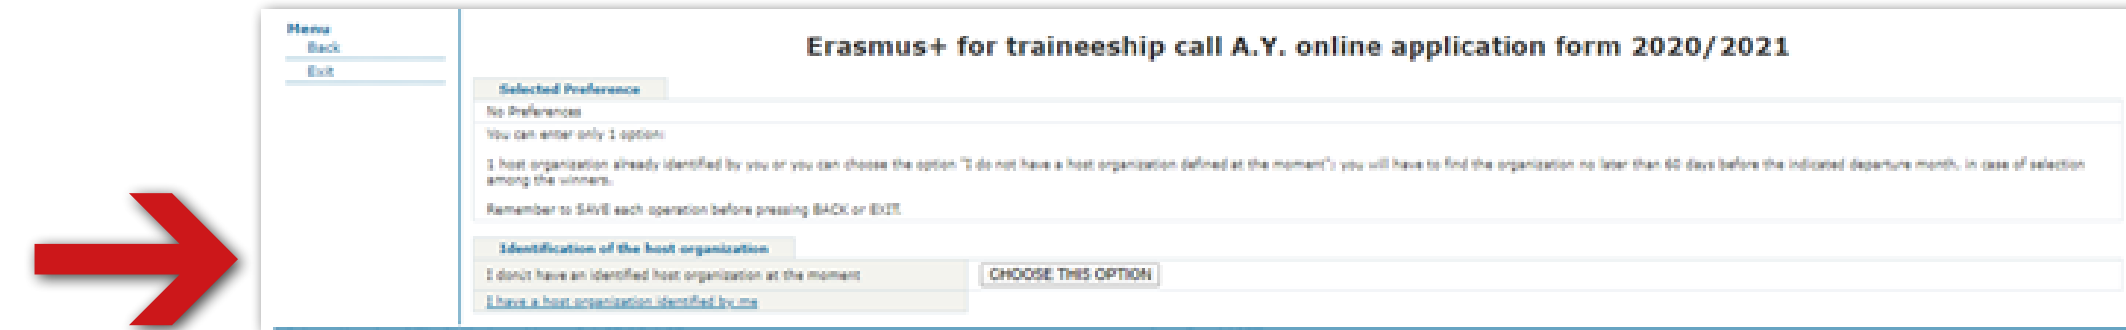 Menu
Back
Exit
Erasmus+ for traineeship call A.Y. online application form 2020/2021
Selected Preference
No Preferences
You can enter only 1 option:
1 host organization already identified by you or you can choose the option "I do not have a host organization defined at the moment": you will have to find the organization no later than 60 days before the indicated departure month, in case of selection
among the winners.
Remember to SAVE each operation before pressing BACK or EXIT
Identification of the host organization
I don't have an identified host organization at the moment
CHOOSE THIS OPTION
I have a host organization identified by me